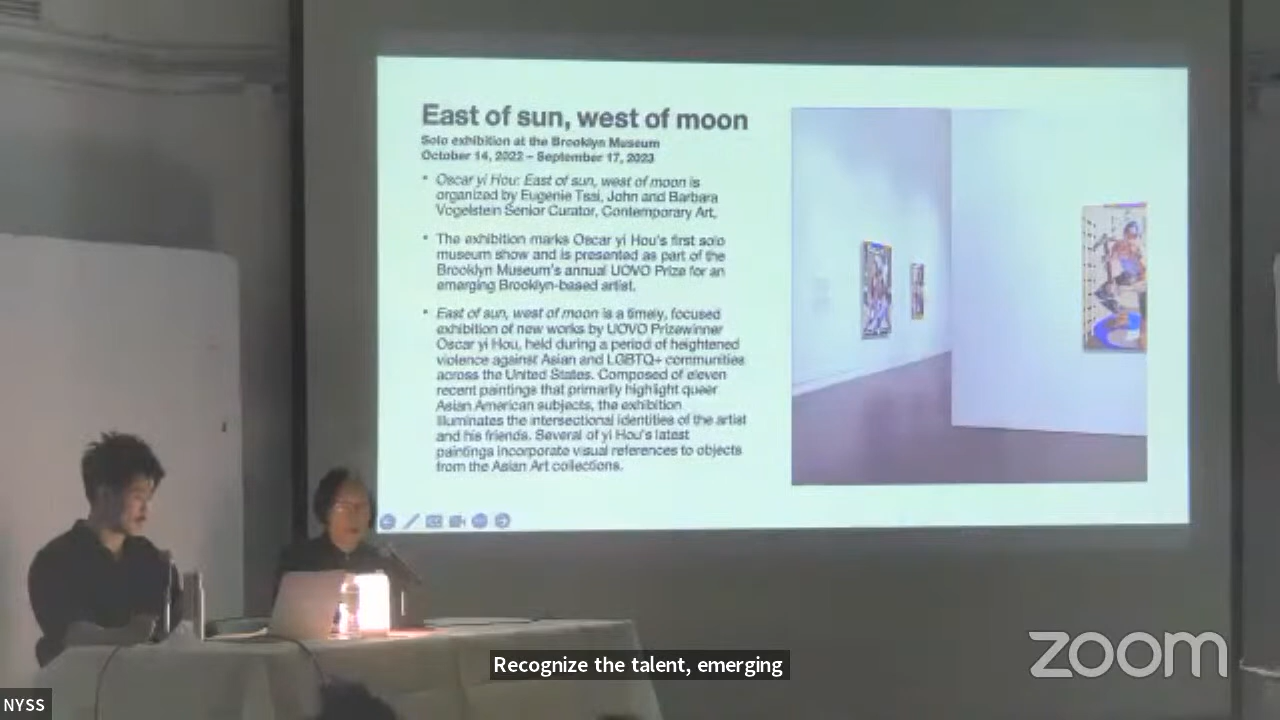 East of sun, west of moon
Solo exhibition at the Brooklyn Museum
October 14, 2022 – September 17, 2023
• Oscar yi Hou: East of sun, west of moon is
organized by Eugenie Tsai, John and Barbara
Vogelstein Senior Curator, Contemporary Art.
• The exhibition marks Oscar yi Hou's first solo
museum show and is presented as part of the
Brooklyn Museum's annual UOVO Prize for an
emerging Brooklyn-based artist.
• East of sun, west of moon is a timely, focused
exhibition of new works by UOVO Prizewinner
Oscar yi Hou, held during a period of heightened
violence against Asian and LGBTQ+ communities
across the United States. Composed of eleven
recent paintings that primarily highlight queer
Asian American subjects, the exhibition
illuminates the intersectional identities of the artist
and his friends. Several of yi Hou's latest
paintings incorporate visual references to objects
from the Asian Art collections.
Recognize the talent, emerging
zoom
NYSS